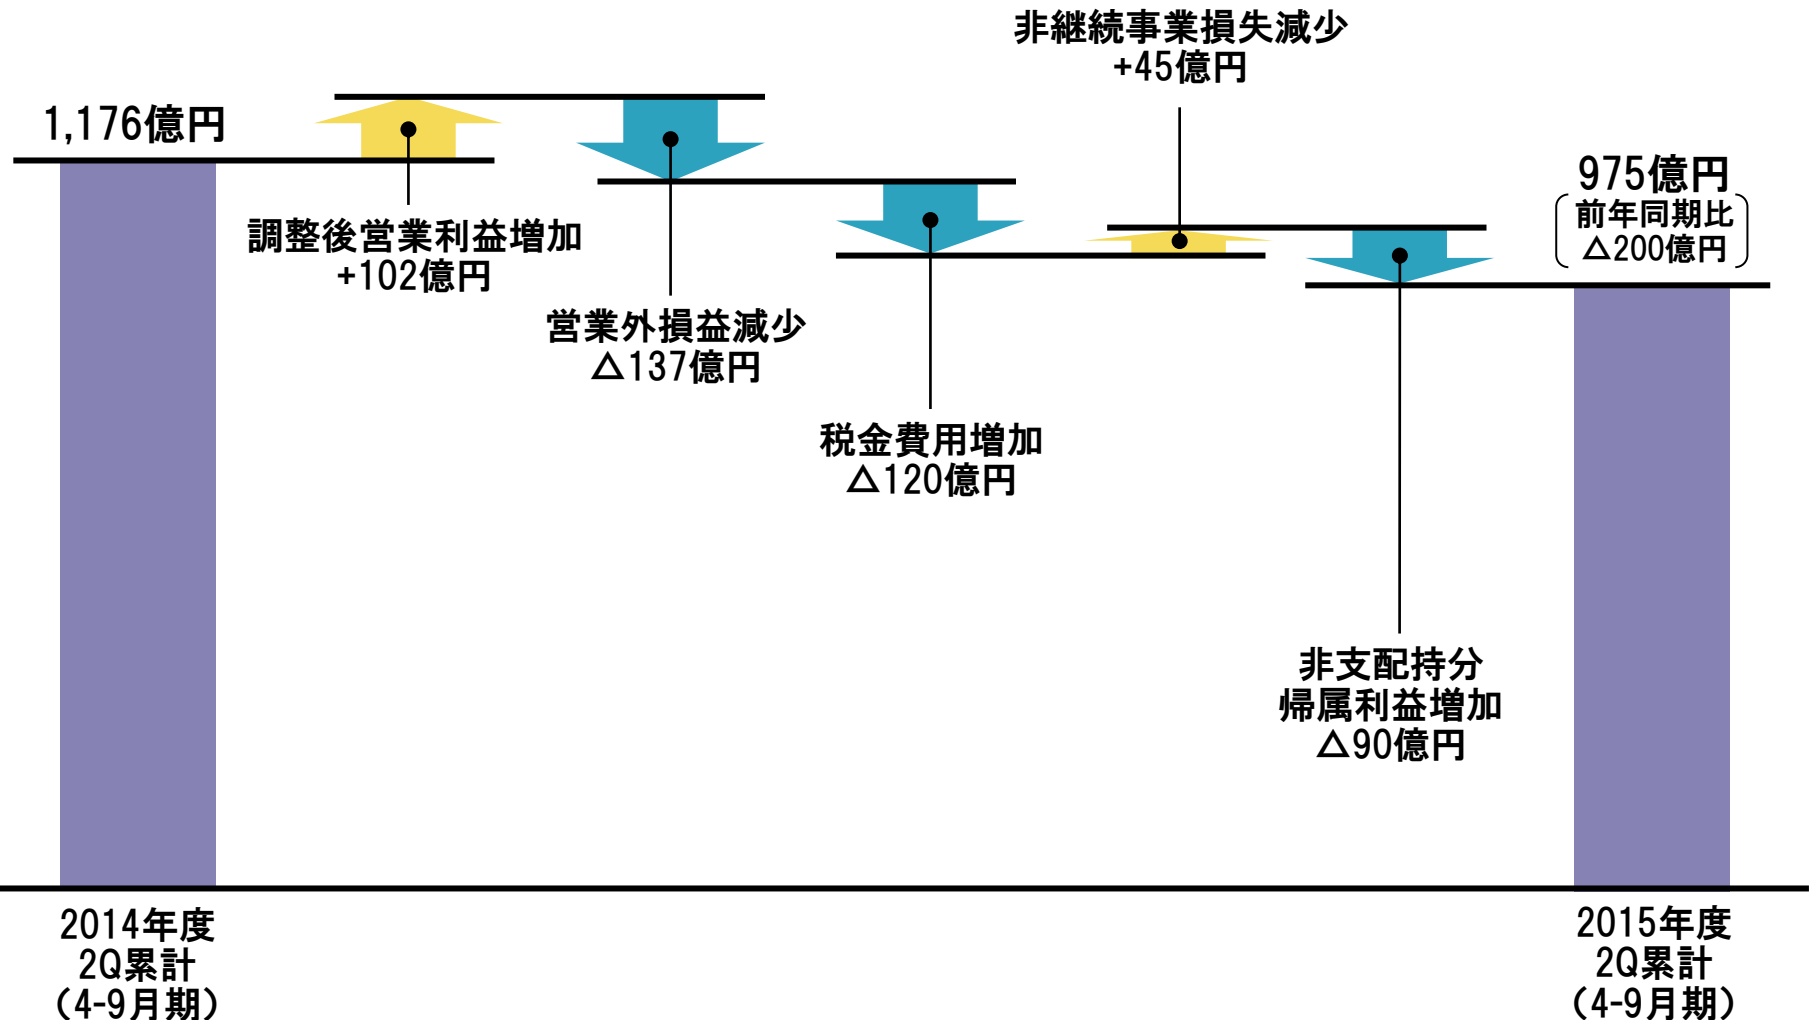 1,176億円
調整後営業利益増加
+102億円
営業外損益減少
△137億円
税金費用増加
△120億円
非継続事業損失減少
+45億円
非支配持分
帰属利益増加
△90億円
975億円
前年同期比
△200億円
2014年度
2Q累計
(4-9月期)
2015年度
2Q累計
(4-9月期)